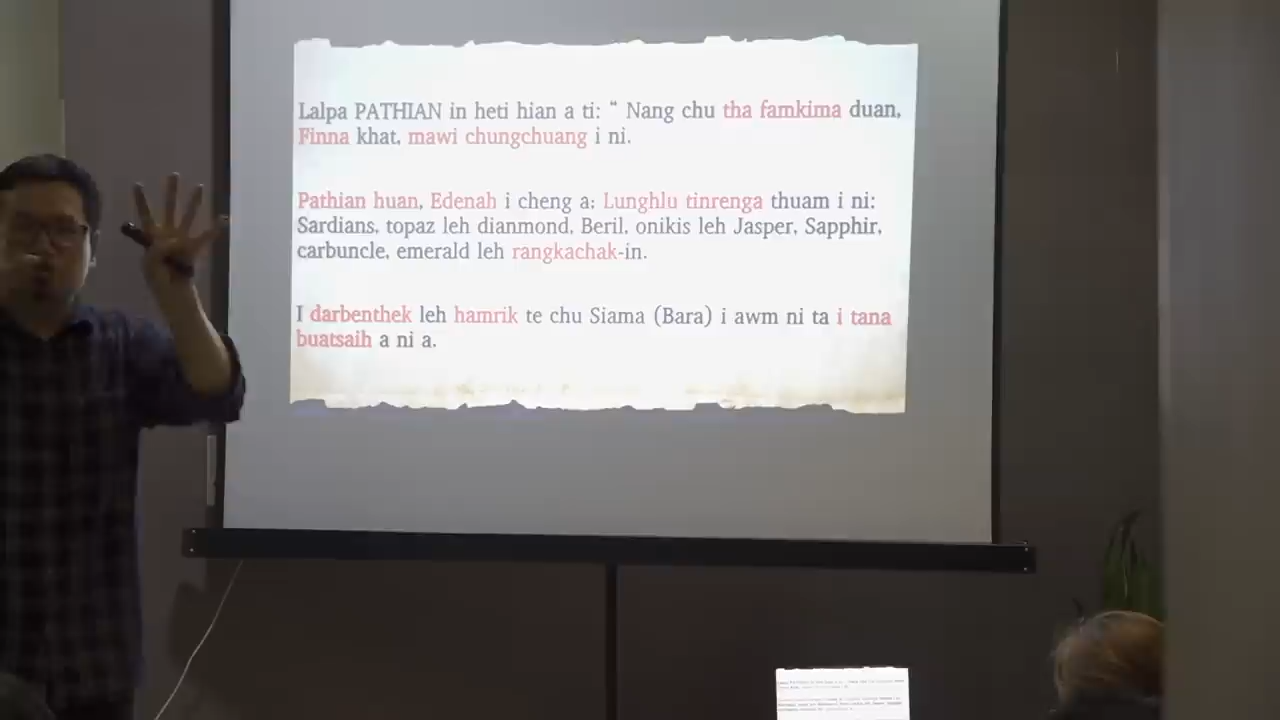 Lalpa PATHIAN in heti hian a ti: “ Nang chu tha famkima duan,
Finna khat, mawi chungchuang i ni.
Pathian huan, Edenah i cheng a: Lunghlu tinrenga thuam i ni:
Sardians, topaz leh dianmond, Beril, onikis leh Jasper, Sapphir,
carbuncle, emerald leh rangkachak-in.
I darbenthek leh hamrik te chu Siama (Bara) i awm ni ta i tana
buatsaih a ni a.